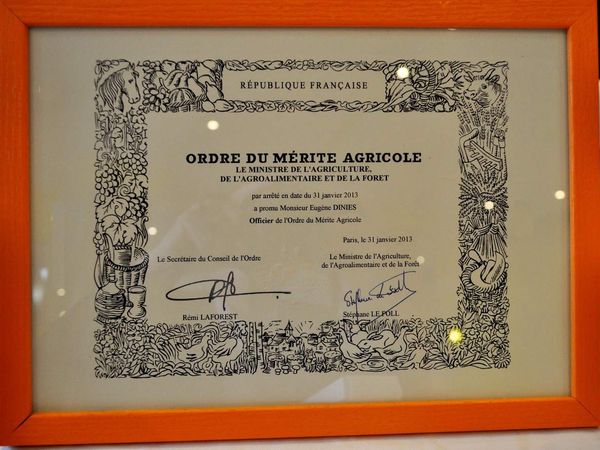 RÉPUBLIQUE FRANÇAISE
ORDRE DU MÉRITE AGRICOLE
LE MINISTRE DE L'AGRICULTURE,
DE L'AGROALIMENTAIRE ET DE LA FORET
par arrêté en date du 31 janvier 2013
a promu Monsieur Eugène DINIES
Officier de l'Ordre du Mérite Agricole
Paris, le 31 janvier 2013
Le Secrétaire du Conseil de l'Ordre
Le Ministre de l'Agriculture,
de l'Agroalimentaire et de la Forêt
Rémi LAFOREST
Stéphane LE FOLL